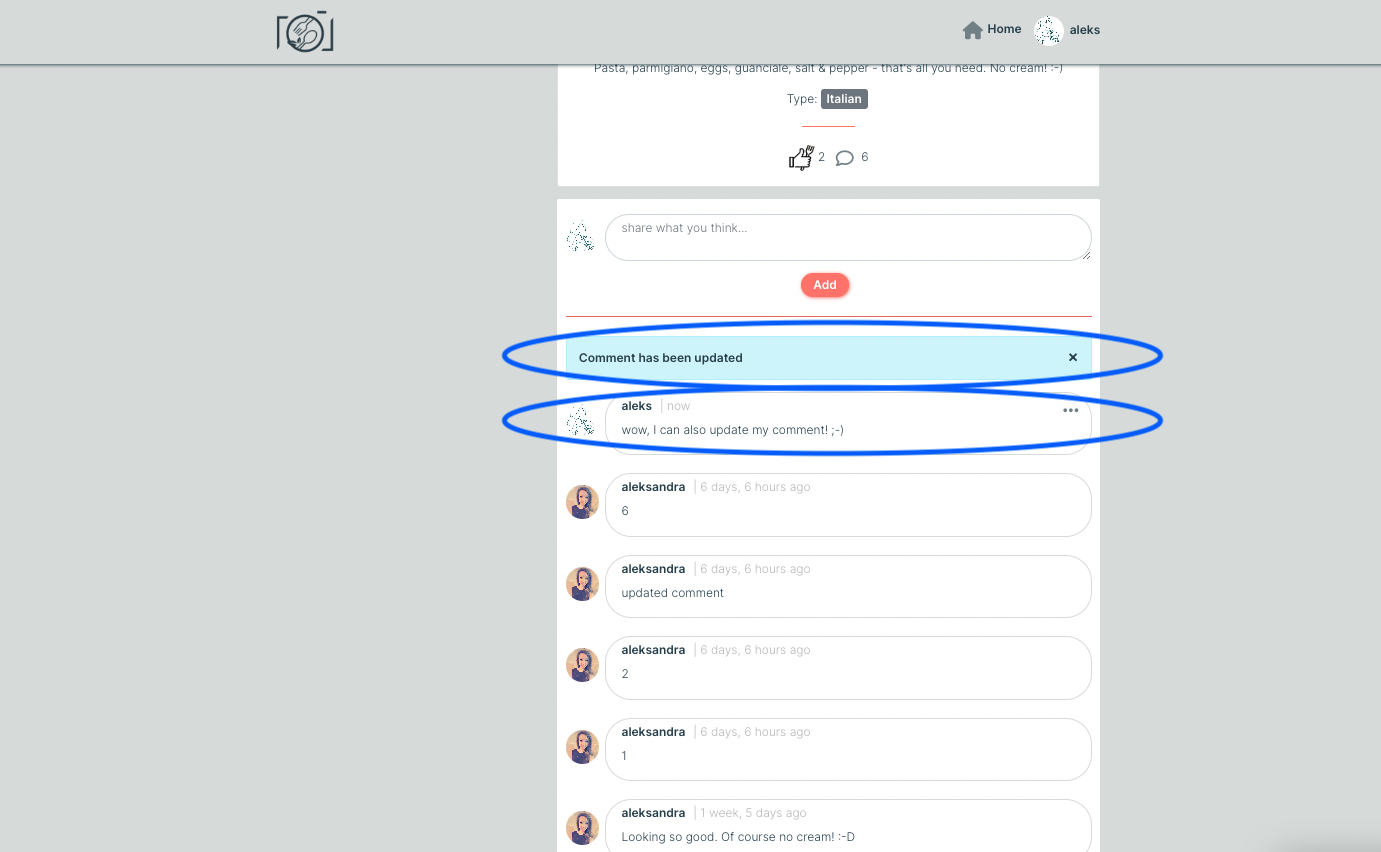 Home aleks
Pasta, parmigiano, eggs, guanciale, salt & pepper - that's all you need. No cream! :-)
Type: Italian
2 6
share what you think...
Add
Comment has been updated ×
aleks | now
wow, I can also update my comment! ;-)
aleksandra | 6 days, 6 hours ago
6
aleksandra | 6 days, 6 hours ago
updated comment
aleksandra | 6 days, 6 hours ago
2
aleksandra | 6 days, 6 hours ago
1
aleksandra | 1 week, 5 days ago
Looking so good. Of course no cream! :-D